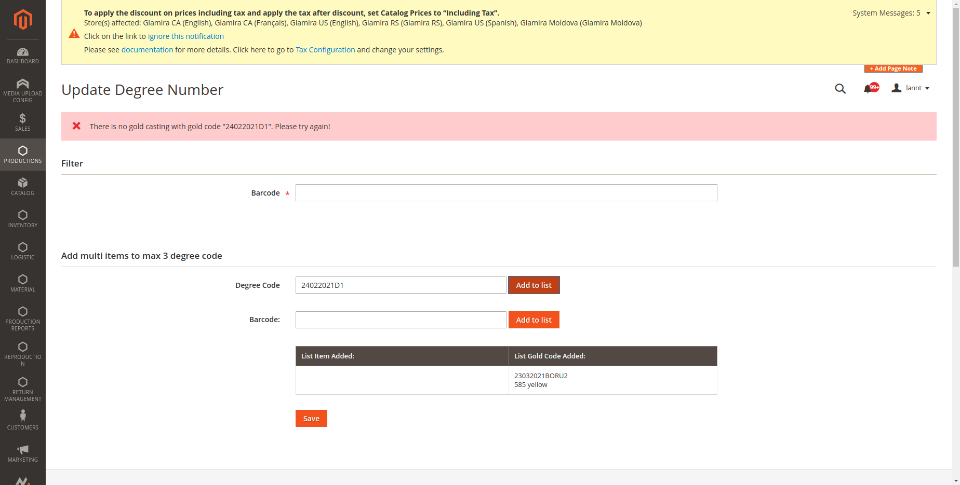 To apply the discount on prices including tax and apply the tax after discount, set Catalog Prices to "Including Tax".
Store(s) affected: Glamira CA (English), Glamira CA (Français), Glamira US (English), Glamira RS (Glamira RS), Glamira US (Spanish), Glamira Moldova (Glamira Moldova)
Click on the link to ignore this notification
Please see documentation for more details. Click here to go to Tax Configuration and change your settings.
System Messages: 5
+ Add Page Note
Update Degree Number
99+
lannt
There is no gold casting with gold code "24022021D1". Please try again!
Filter
Barcode *
Add multi items to max 3 degree code
Degree Code
24022021D1
Add to list
Barcode:
Add to list
List Item Added:
List Gold Code Added:
23032021BORU2
585 yellow
Save
DASHBOARD
MEDIA UPLOAD
CONFIG
SALES
PRODUCTIONS
CATALOG
INVENTORY
LOGISTIC
MATERIAL
PRODUCTION
REPORTS
REPRODUCTIO
N
RETURN
MANAGEMENT
CUSTOMERS
MARKETING